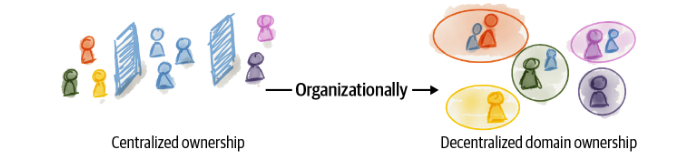 Organizationally
Centralized ownership
Decentralized domain ownership